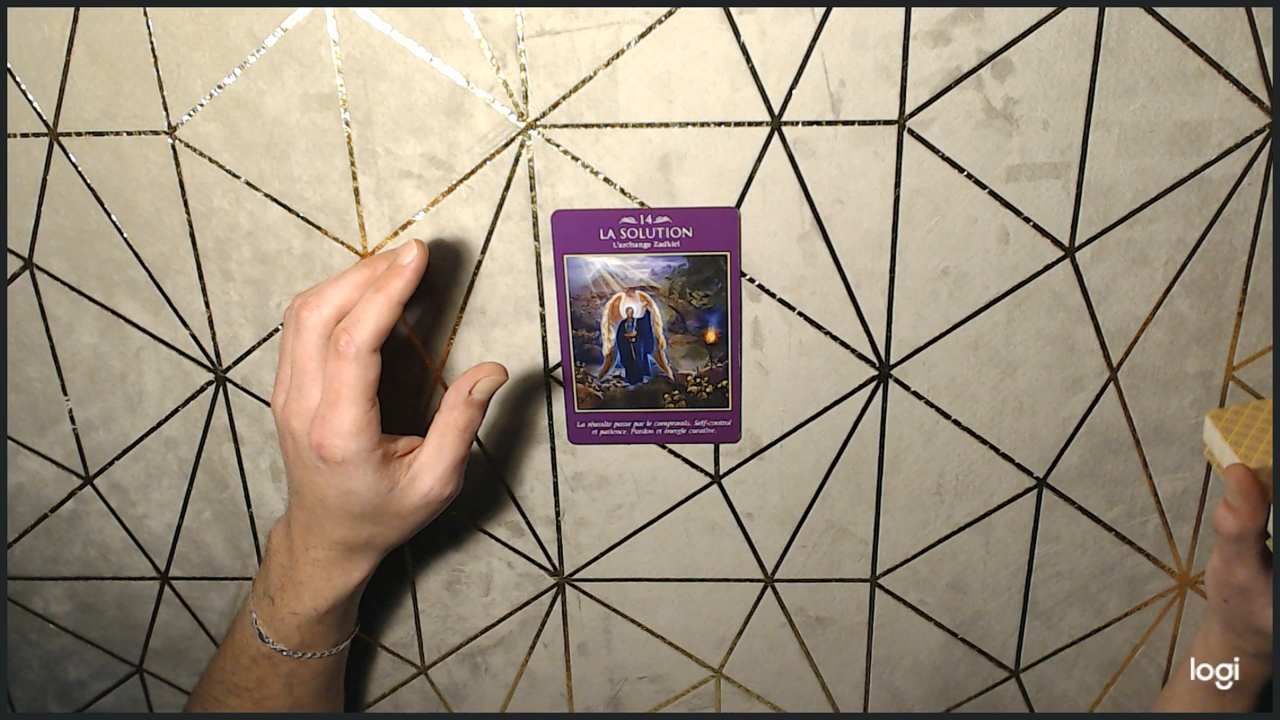 14
LA SOLUTION
L'archange Zadkiel
La réussite passe par le compromis. Self-control
et patience. Pardon et énergie curative.
logi